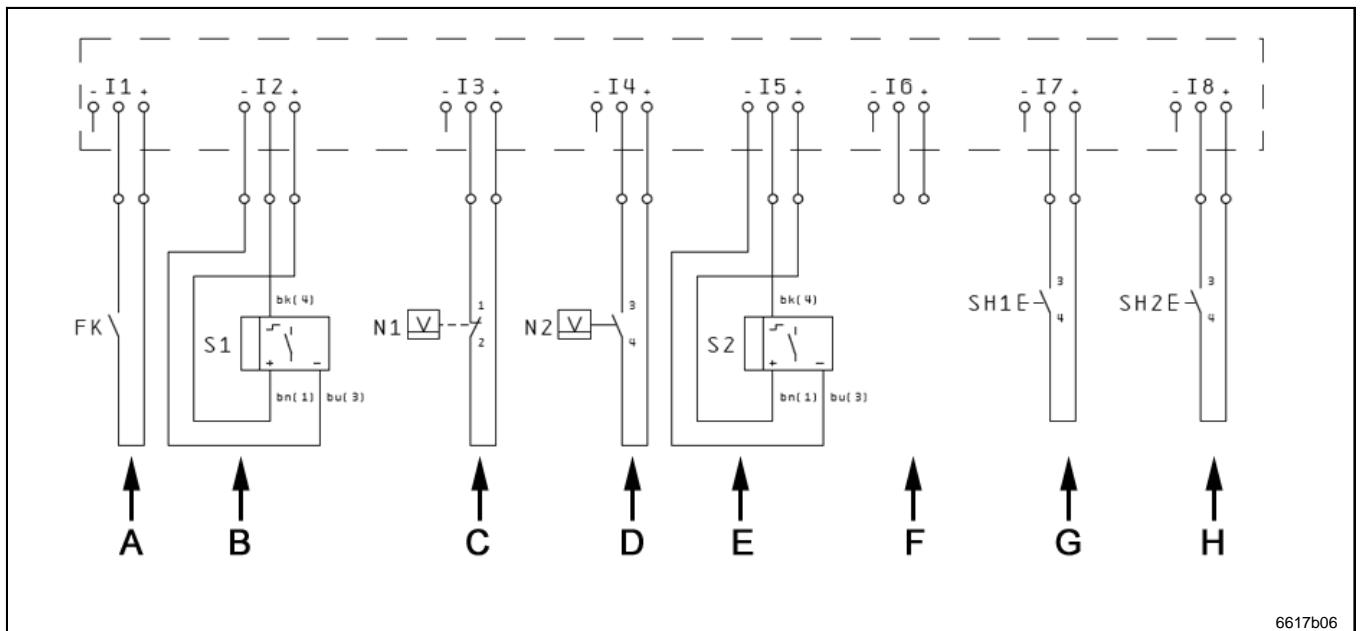 - I1 + - I2 + - I3 + - I4 + - I5 + - I6 + - I7 + - I8 +
bk(4) bk(4)
1 3 3 3
FK S1 N1 V N2 V S2 SH1E SH2E
2 4 4 4
+ - + -
bn(1) bu(3) bn(1) bu(3)
A B C D E F G H
6617b06